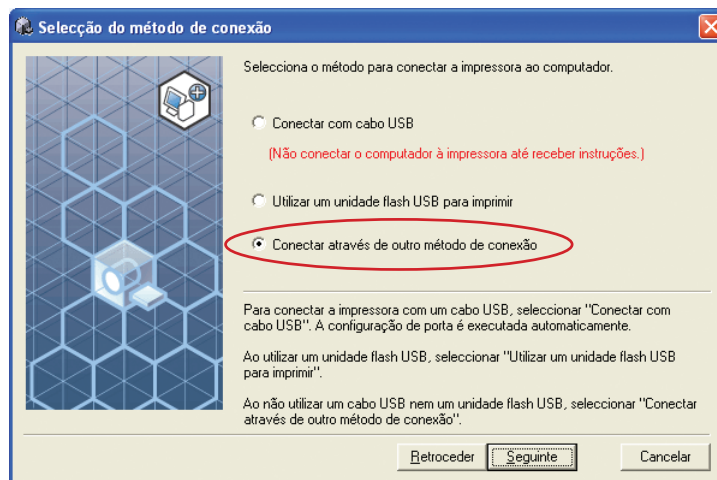 Selecção do método de conexão
Selecciona o método para conectar a impressora ao computador.
Conectar com cabo USB
(Não conectar o computador à impressora até receber instruções.)
Utilizar um unidade flash USB para imprimir
Conectar através de outro método de conexão
Para conectar a impressora com um cabo USB, seleccionar "Conectar com
cabo USB". A configuração de porta é executada automaticamente.
Ao utilizar um unidade flash USB, seleccionar "Utilizar um unidade flash USB
para imprimir".
Ao não utilizar um cabo USB nem um unidade flash USB, seleccionar "Conectar
através de outro método de conexão".
Retroceder
Seguinte
Cancelar